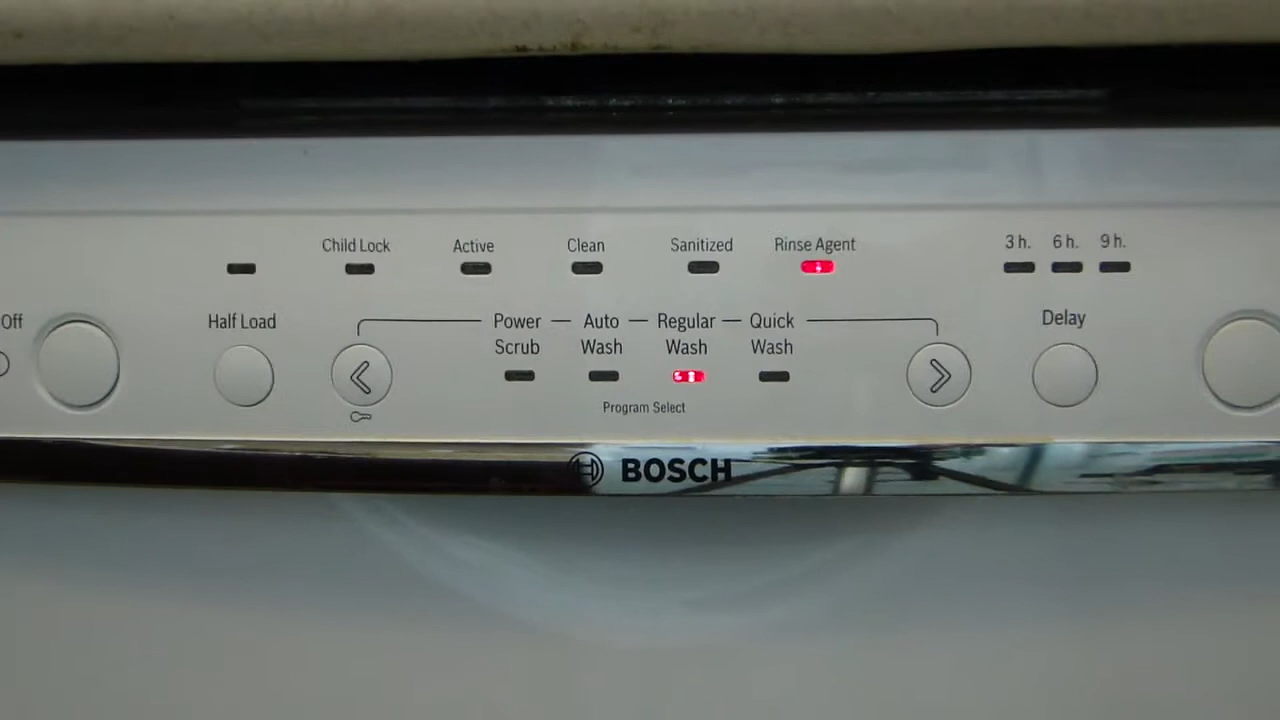 Child Lock Active Clean Sanitized Rinse Agent 3 h. 6 h. 9 h.
Off Half Load Power Scrub Auto Wash Regular Wash Quick Wash Delay
Program Select
BOSCH